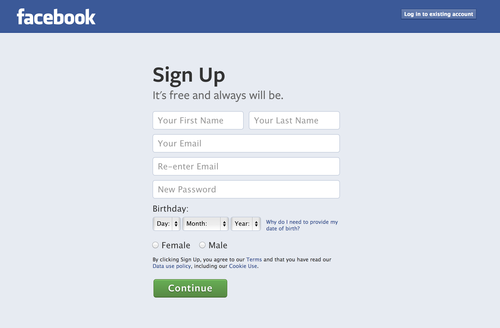 facebook
Log in to existing account
Sign Up
It's free and always will be.
Your First Name
Your Last Name
Your Email
Re-enter Email
New Password
Birthday:
Day: Month: Year:
Why do I need to provide my
date of birth?
Female Male
By clicking Sign Up, you agree to our Terms and that you have read our
Data use policy, including our Cookie Use.
Continue